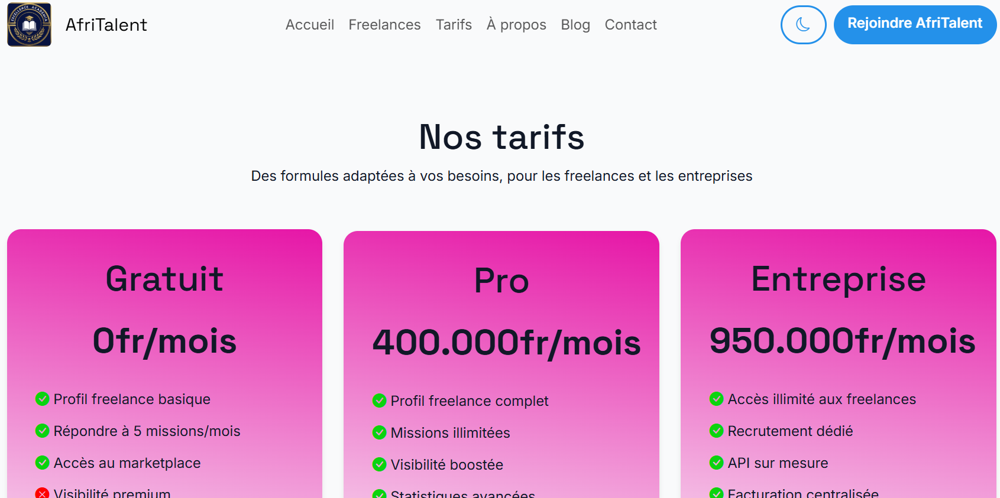 EXCELLENCE ACADEMIA
AfriTalent
Accueil Freelances Tarifs À propos Blog Contact
Rejoindre AfriTalent
Nos tarifs
Des formules adaptées à vos besoins, pour les freelances et les entreprises
Gratuit
0fr/mois
Profil freelance basique
Répondre à 5 missions/mois
Accès au marketplace
Visibilité premium
Pro
400.000fr/mois
Profil freelance complet
Missions illimitées
Visibilité boostée
Statistiques avancées
Entreprise
950.000fr/mois
Accès illimité aux freelances
Recrutement dédié
API sur mesure
Facturation centralisée